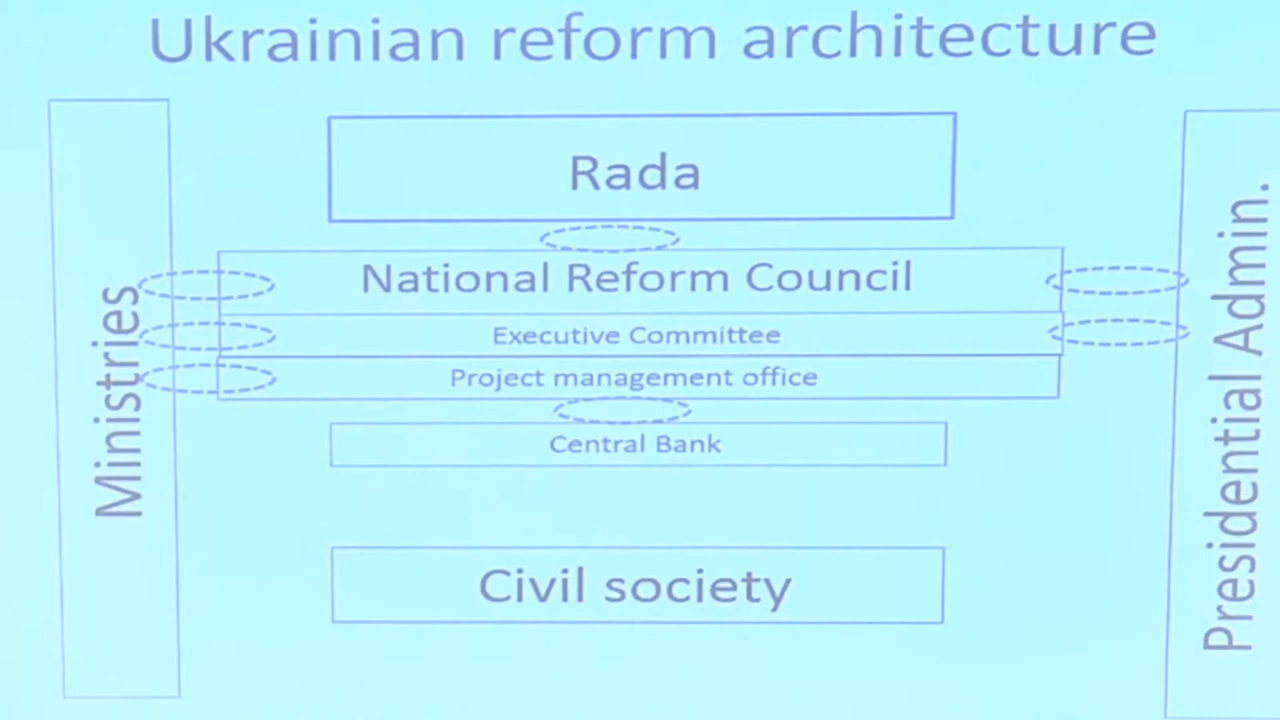 Ukrainian reform architecture
Rada
National Reform Council
Executive Committee
Project management office
Central Bank
Civil society
Ministries
Presidential Admin.